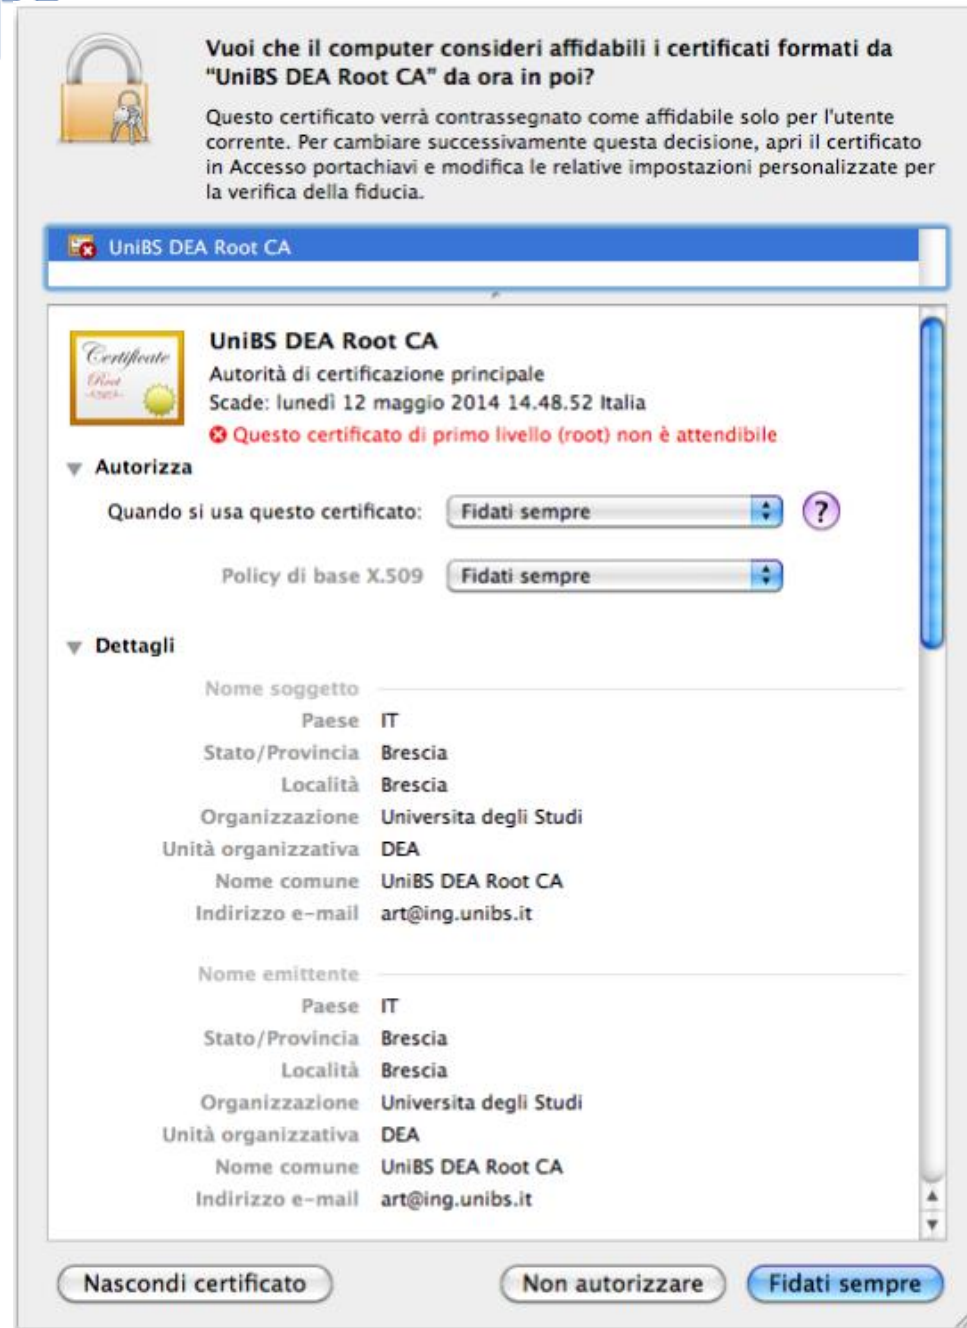 Vuoi che il computer consideri affidabili i certificati formati da
"UniBS DEA Root CA" da ora in poi?
Questo certificato verrà contrassegnato come affidabile solo per l'utente
corrente. Per cambiare successivamente questa decisione, apri il certificato
in Accesso portachiavi e modifica le relative impostazioni personalizzate per
la verifica della fiducia.
UniBS DEA Root CA
Certificate
Root
UniBS DEA Root CA
Autorità di certificazione principale
Scade: lunedì 12 maggio 2014 14.48.52 Italia
Questo certificato di primo livello (root) non è attendibile
Autorizza
Quando si usa questo certificato: Fidati sempre ?
Policy di base X.509 Fidati sempre
Dettagli
Nome soggetto
Paese IT
Stato/Provincia Brescia
Località Brescia
Organizzazione Universita degli Studi
Unità organizzativa DEA
Nome comune UniBS DEA Root CA
Indirizzo e-mail art@ing.unibs.it
Nome emittente
Paese IT
Stato/Provincia Brescia
Località Brescia
Organizzazione Universita degli Studi
Unità organizzativa DEA
Nome comune UniBS DEA Root CA
Indirizzo e-mail art@ing.unibs.it
Nascondi certificato Non autorizzare Fidati sempre